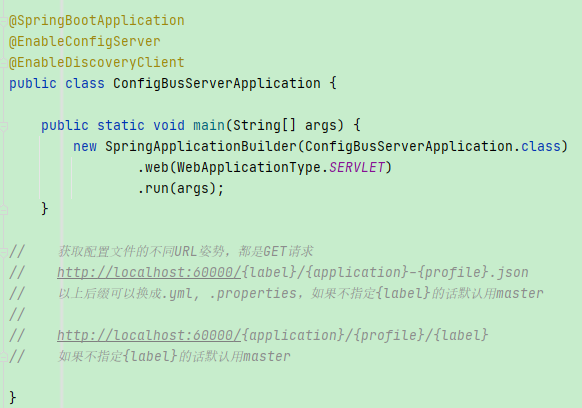 @SpringBootApplication
@EnableConfigServer
@EnableDiscoveryClient
public class ConfigBusServerApplication {
public static void main(String[] args) {
new SpringApplicationBuilder(ConfigBusServerApplication.class)
.web(WebApplicationType.SERVLET)
.run(args);
}
// 获取配置文件的不同URL姿势，都是GET请求
// http://localhost:60000/{label}/{application}-{profile}.json
// 以上后缀可以换成.yml, .properties，如果不指定{label}的话默认用master
//
// http://localhost:60000/{application}/{profile}/{label}
// 如果不指定{label}的话默认用master
}